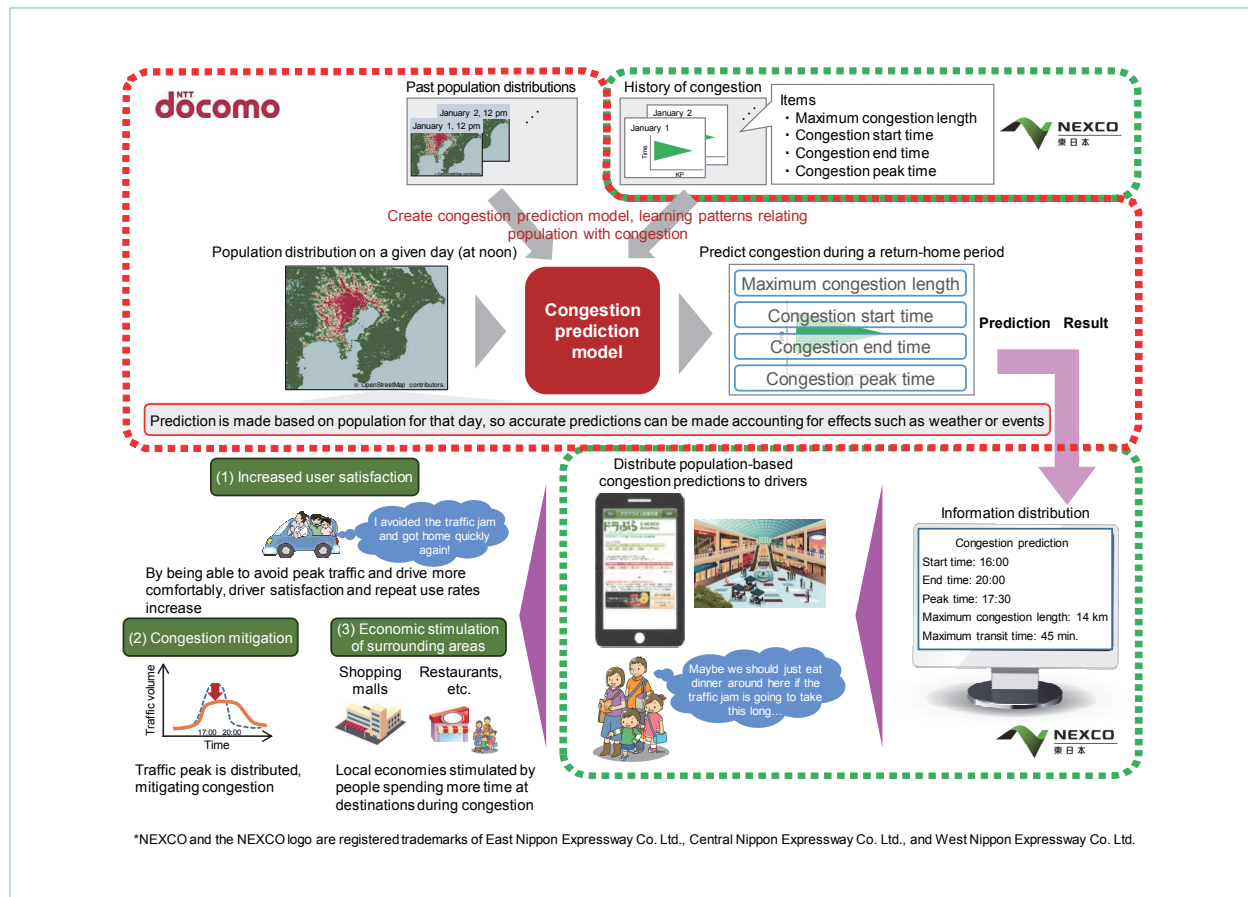 NTT
döcomo
Past population distributions
January 2, 12 pm
January 1, 12 pm
© OpenStreetMap contributors.
History of congestion
January 2
January 1
Time
KP
Items
・Maximum congestion length
・Congestion start time
・Congestion end time
・Congestion peak time
NEXCO
東日本
Create congestion prediction model, learning patterns relating
population with congestion
Population distribution on a given day (at noon)
© OpenStreetMap contributors.
Congestion
prediction
model
Predict congestion during a return-home period
Maximum congestion length
Congestion start time
Congestion end time
Congestion peak time
Prediction Result
Prediction is made based on population for that day, so accurate predictions can be made accounting for effects such as weather or events
(1) Increased user satisfaction
I avoided the traffic jam
and got home quickly
again!
By being able to avoid peak traffic and drive more
comfortably, driver satisfaction and repeat use rates
increase
(2) Congestion mitigation
Traffic volume
17:00 20:00
Time
Traffic peak is distributed,
mitigating congestion
(3) Economic stimulation
of surrounding areas
Shopping
malls
Restaurants,
etc.
Local economies stimulated by
people spending more time at
destinations during congestion
Distribute population-based
congestion predictions to drivers
ドラぷら
Maybe we should just eat
dinner around here if the
traffic jam is going to take
this long…
Information distribution
Congestion prediction
Start time: 16:00
End time: 20:00
Peak time: 17:30
Maximum congestion length: 14 km
Maximum transit time: 45 min.
NEXCO
東日本
*NEXCO and the NEXCO logo are registered trademarks of East Nippon Expressway Co. Ltd., Central Nippon Expressway Co. Ltd., and West Nippon Expressway Co. Ltd.